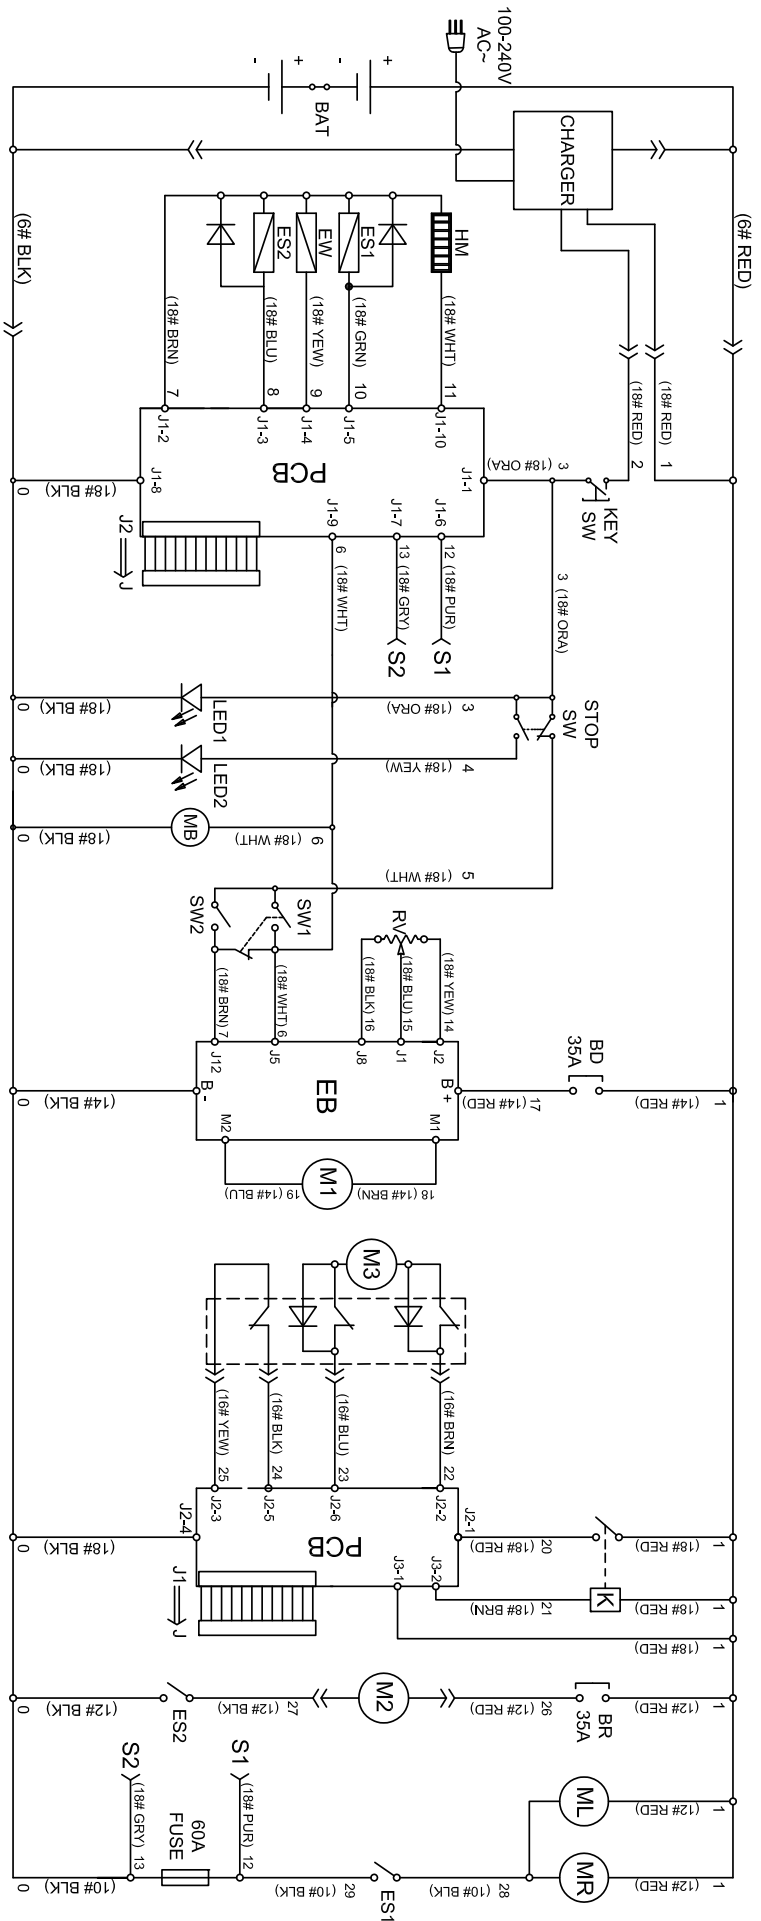 100-240V
AC~
- + - +
BAT
CHARGER
(6# BLK)
(6# RED)
HM
ES1
EW
ES2
(18# BRN) 7
(18# BLU) 8
(18# YEW) 9
(18# GRN) 10
(18# WHT) 11
(18# RED) 2
(18# RED) 1
J1-2
J1-3
J1-4
J1-5
J1-10
PCB
J1-8
J1-1
J1-9
J1-7
J1-6
0 (18# BLK)
3 (18# ORA)
KEY
SW
J2
J
6 (18# WHT)
13 (18# GRY)
S2
12 (18# PUR)
S1
3 (18# ORA)
STOP
SW
0 (18# BLK)
LED1
3 (18# ORA)
0 (18# BLK)
LED2
4 (18# YEW)
0 (18# BLK)
MB
6 (18# WHT)
5 (18# WHT)
SW2
SW1
RV
(18# BRN) 7
(18# WHT) 6
(18# BLK) 16
(18# BLU) 15
(18# YEW) 14
J12
J5
J8
J1
J2
BD
35A
EB
B -
B +
0 (14# BLK)
17 (14# RED)
1 (14# RED)
M2
M1
M1
19 (14# BLU)
18 (14# BRN)
M3
(16# YEW) 25
(16# BLK) 24
(16# BLU) 23
(16# BRN) 22
J2-3
J2-5
J2-6
J2-2
J2-4
J2-1
PCB
J3-1
J3-2
0 (18# BLK)
20 (18# RED)
1 (18# RED)
J1
J
21 (18# BRN)
K
1 (18# RED)
1 (18# RED)
0 (12# BLK)
ES2
27 (12# BLK)
M2
26 (12# RED)
BR
35A
1 (12# RED)
ML
1 (12# RED)
S2
(18# GRY) 13
S1
(18# PUR) 12
60A
FUSE
0 (10# BLK)
29 (10# BLK)
ES1
28 (10# BLK)
MR
1 (12# RED)